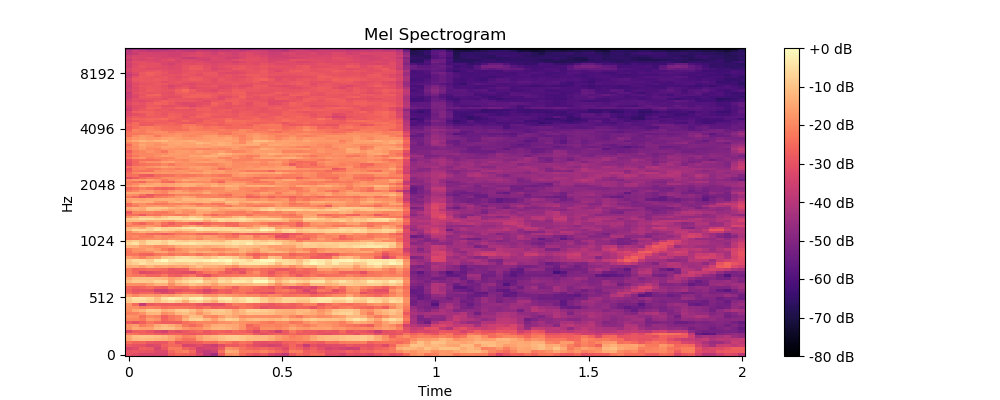 Mel Spectrogram
Hz
8192
4096
2048
1024
512
0
0
0.5
1
1.5
2
Time
+0 dB
-10 dB
-20 dB
-30 dB
-40 dB
-50 dB
-60 dB
-70 dB
-80 dB